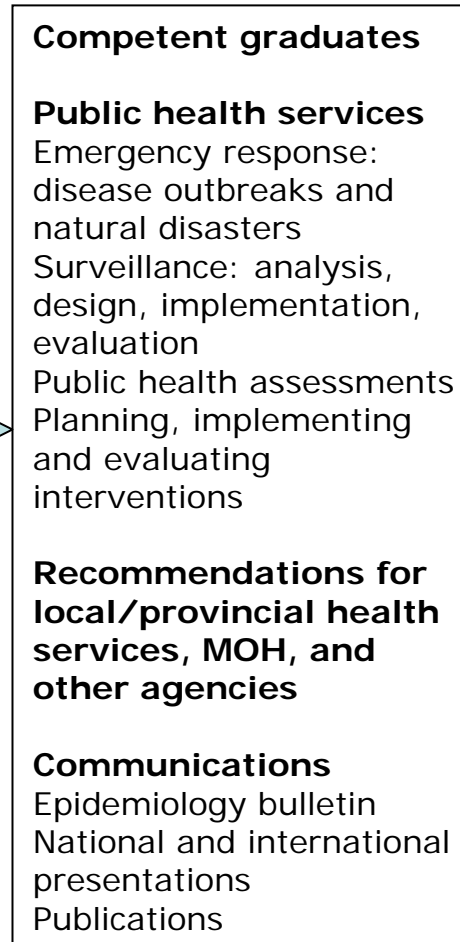 Competent graduates
Public health services
Emergency response:
disease outbreaks and
natural disasters
Surveillance: analysis,
design, implementation,
evaluation
Public health assessments
Planning, implementing
and evaluating
interventions
Recommendations for
local/provincial health
services, MOH, and
other agencies
Communications
Epidemiology bulletin
National and international
presentations
Publications